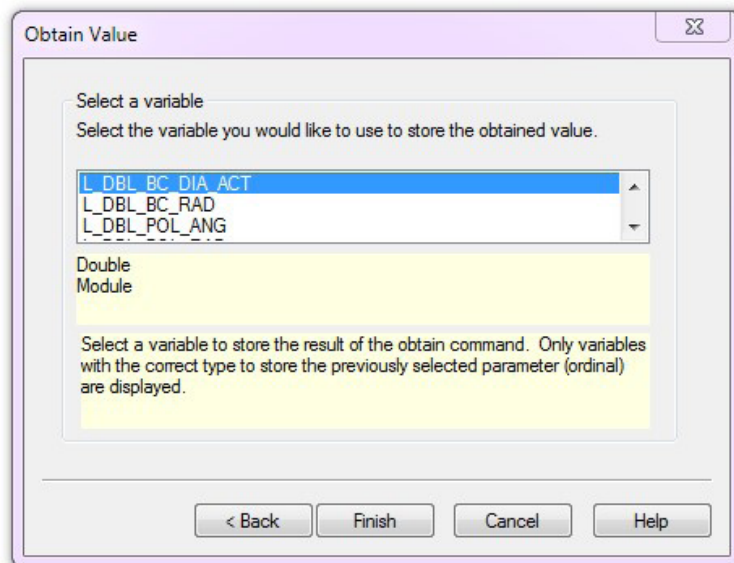 Obtain Value
Select a variable
Select the variable you would like to use to store the obtained value.
L_DBL_BC_DIA_ACT
L_DBL_BC_RAD
L_DBL_POL_ANG
Double
Module
Select a variable to store the result of the obtain command.  Only variables
with the correct type to store the previously selected parameter (ordinal)
are displayed.
< Back
Finish
Cancel
Help